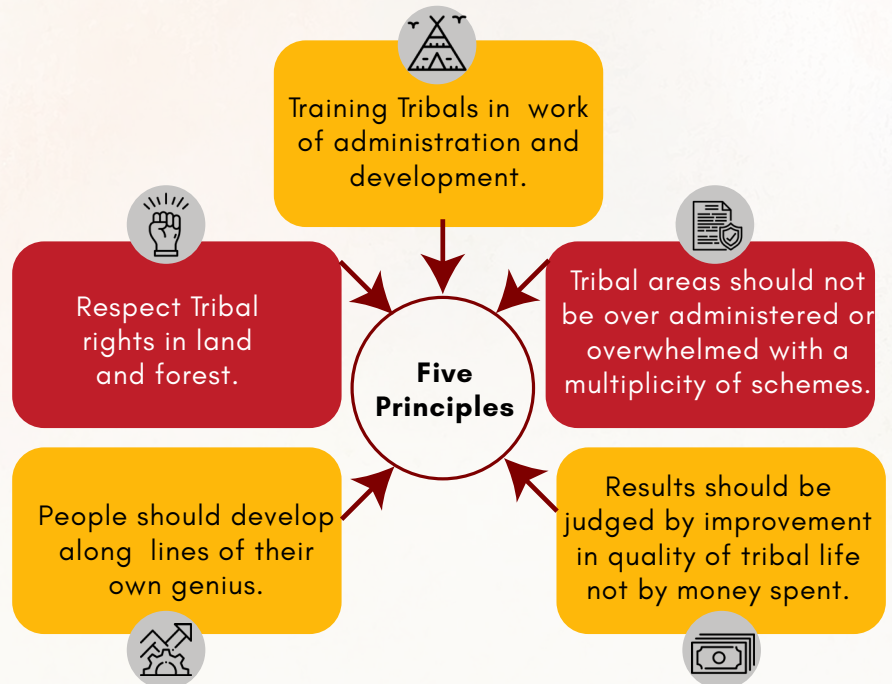 Training Tribals in work
of administration and
development.
Respect Tribal
rights in land
and forest.
Tribal areas should not
be over administered or
overwhelmed with a
multiplicity of schemes.
Five
Principles
People should develop
along lines of their
own genius.
Results should be
judged by improvement
in quality of tribal life
not by money spent.